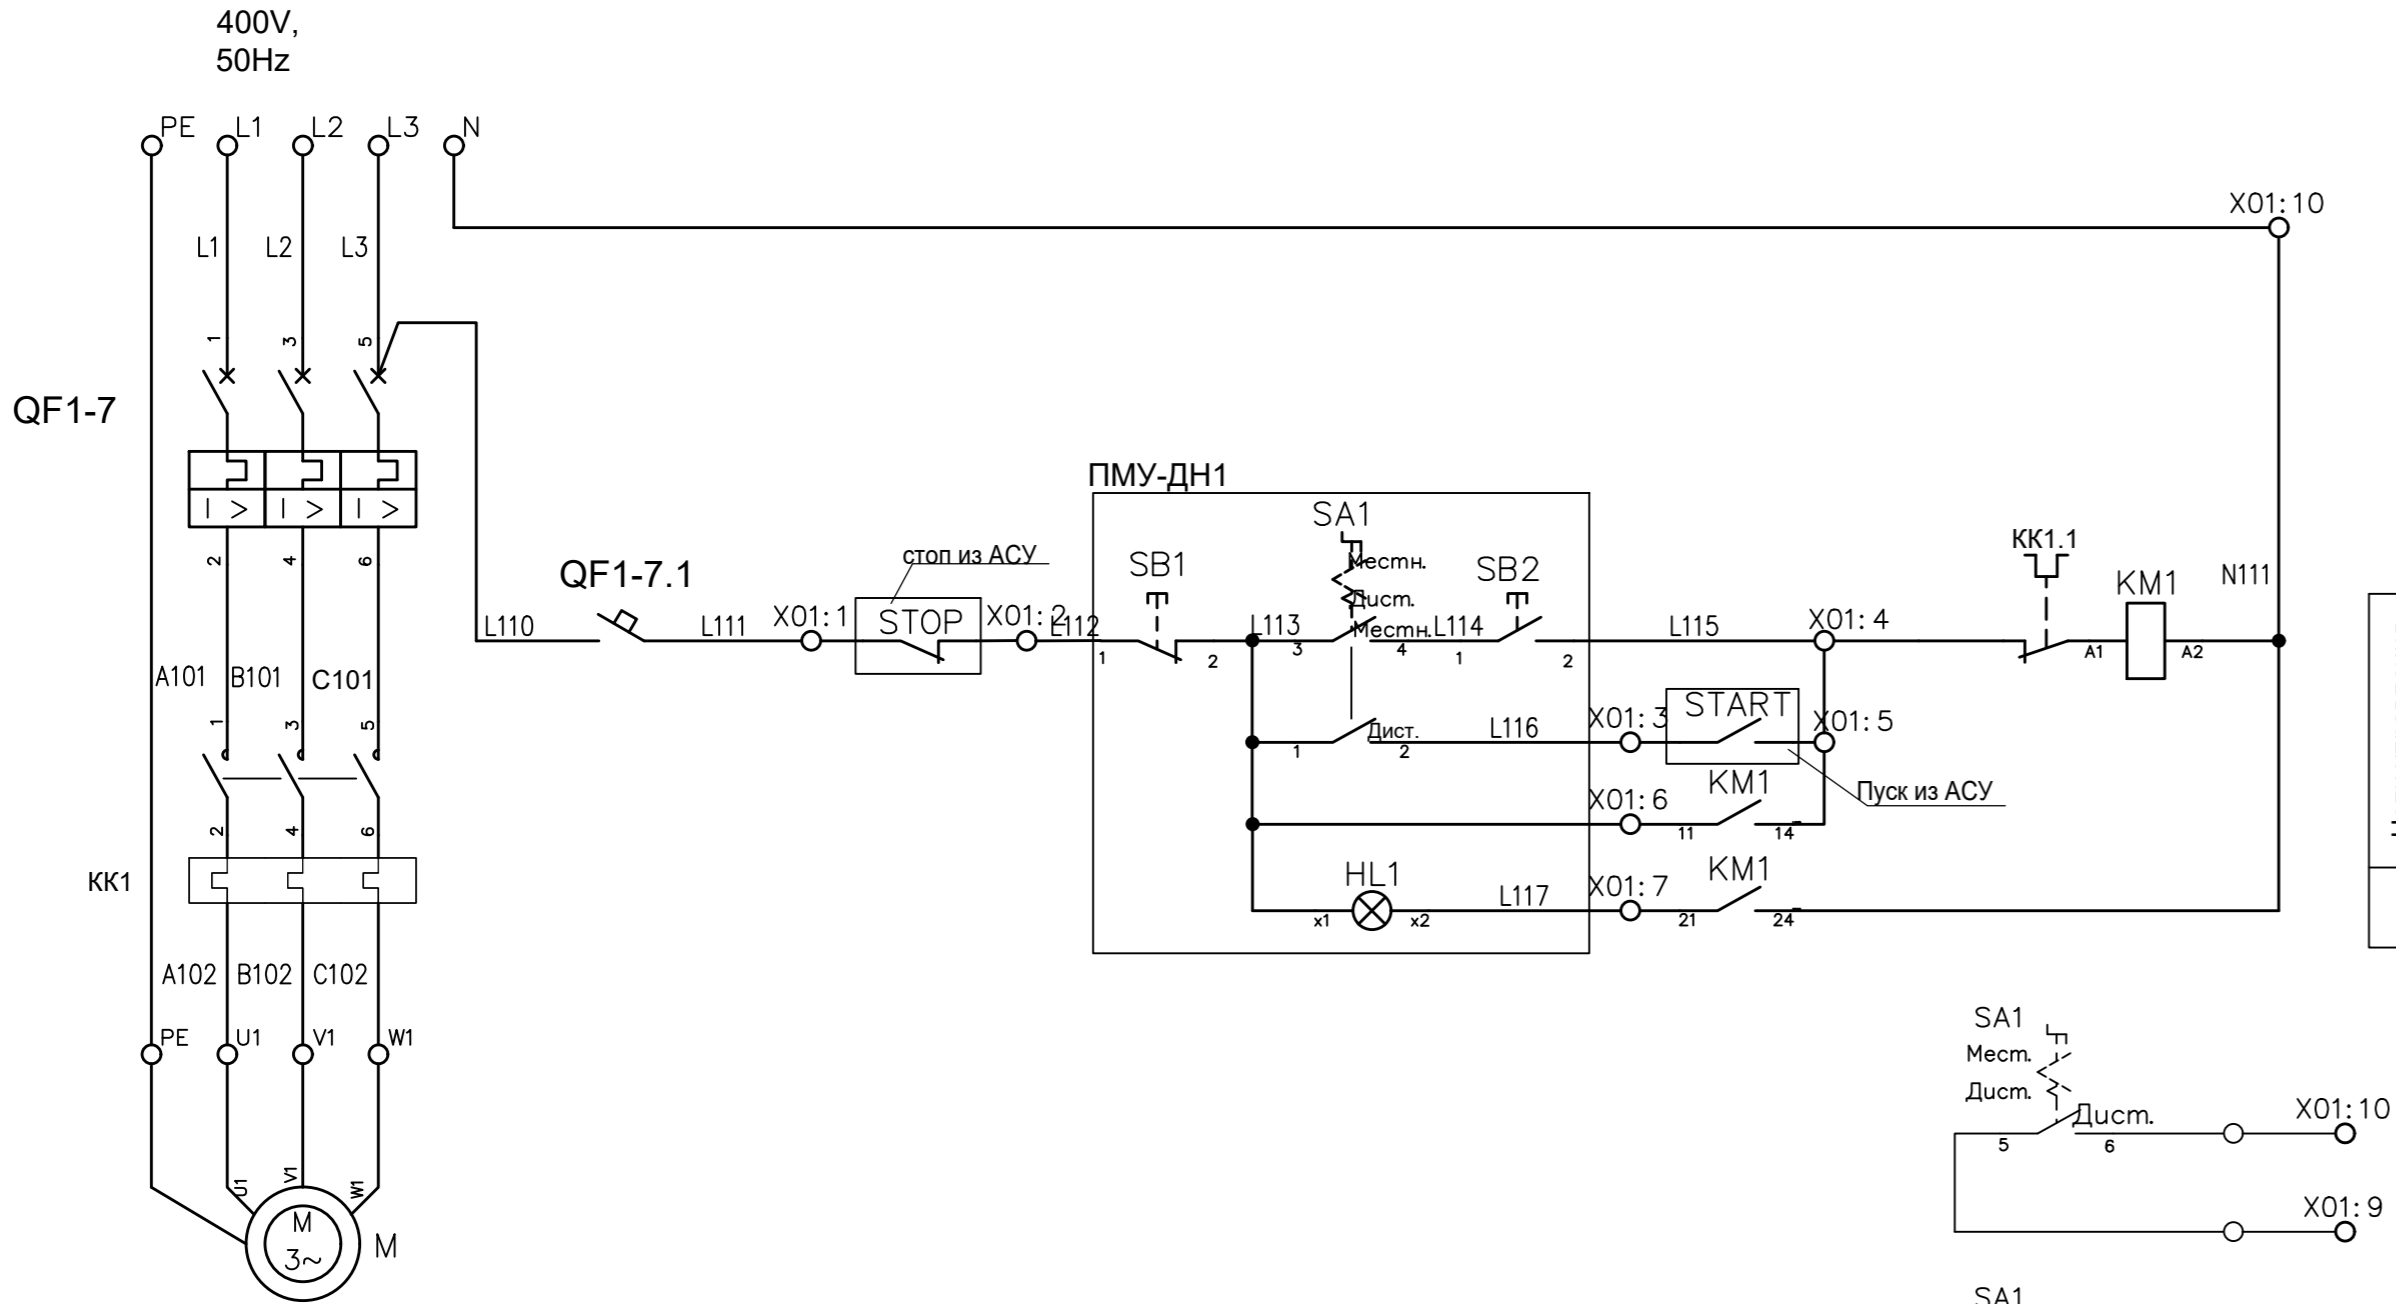 400V,
50Hz
PE L1 L2 L3 N
X01:10
L1 L2 L3
1 3 5
QF1-7
I > I > I >
2 4 6
ПМУ-ДН1
SA1
Местн.
Дист.
Местн.
QF1-7.1
стоп из АСУ
STOP
SB1
SB2
КК1.1
KM1
N111
L110
L111
X01:1
X01:2
L112
1 2
L113
3 4
L114
1 2
L115
X01:4
A1 A2
A101 B101 C101
1 3 5
Дист.
1 2
L116
X01:3
START
X01:5
Пуск из АСУ
X01:6
KM1
11 14
2 4 6
КК1
HL1
x1 x2
L117
X01:7
KM1
21 24
A102 B102 C102
PE U1 V1 W1
U1 V1 W1
M
3~
M
SA1
Мест.
Дист.
Дист.
5 6
X01:10
X01:9
SA1